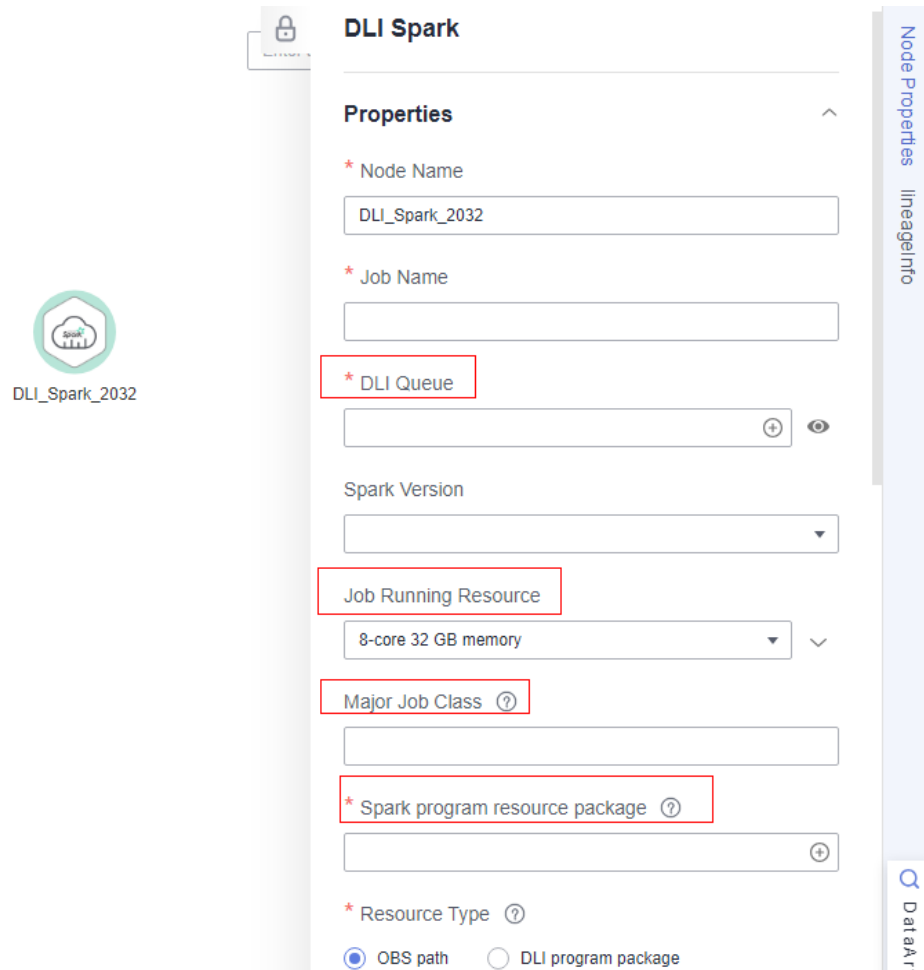 DLI Spark
Properties
* Node Name
DLI_Spark_2032
* Job Name
* DLI Queue
Spark Version
Job Running Resource
8-core 32 GB memory
Major Job Class ?
* Spark program resource package ?
* Resource Type ?
OBS path DLI program package
Spark
DLI_Spark_2032
Node Properties
lineageInfo